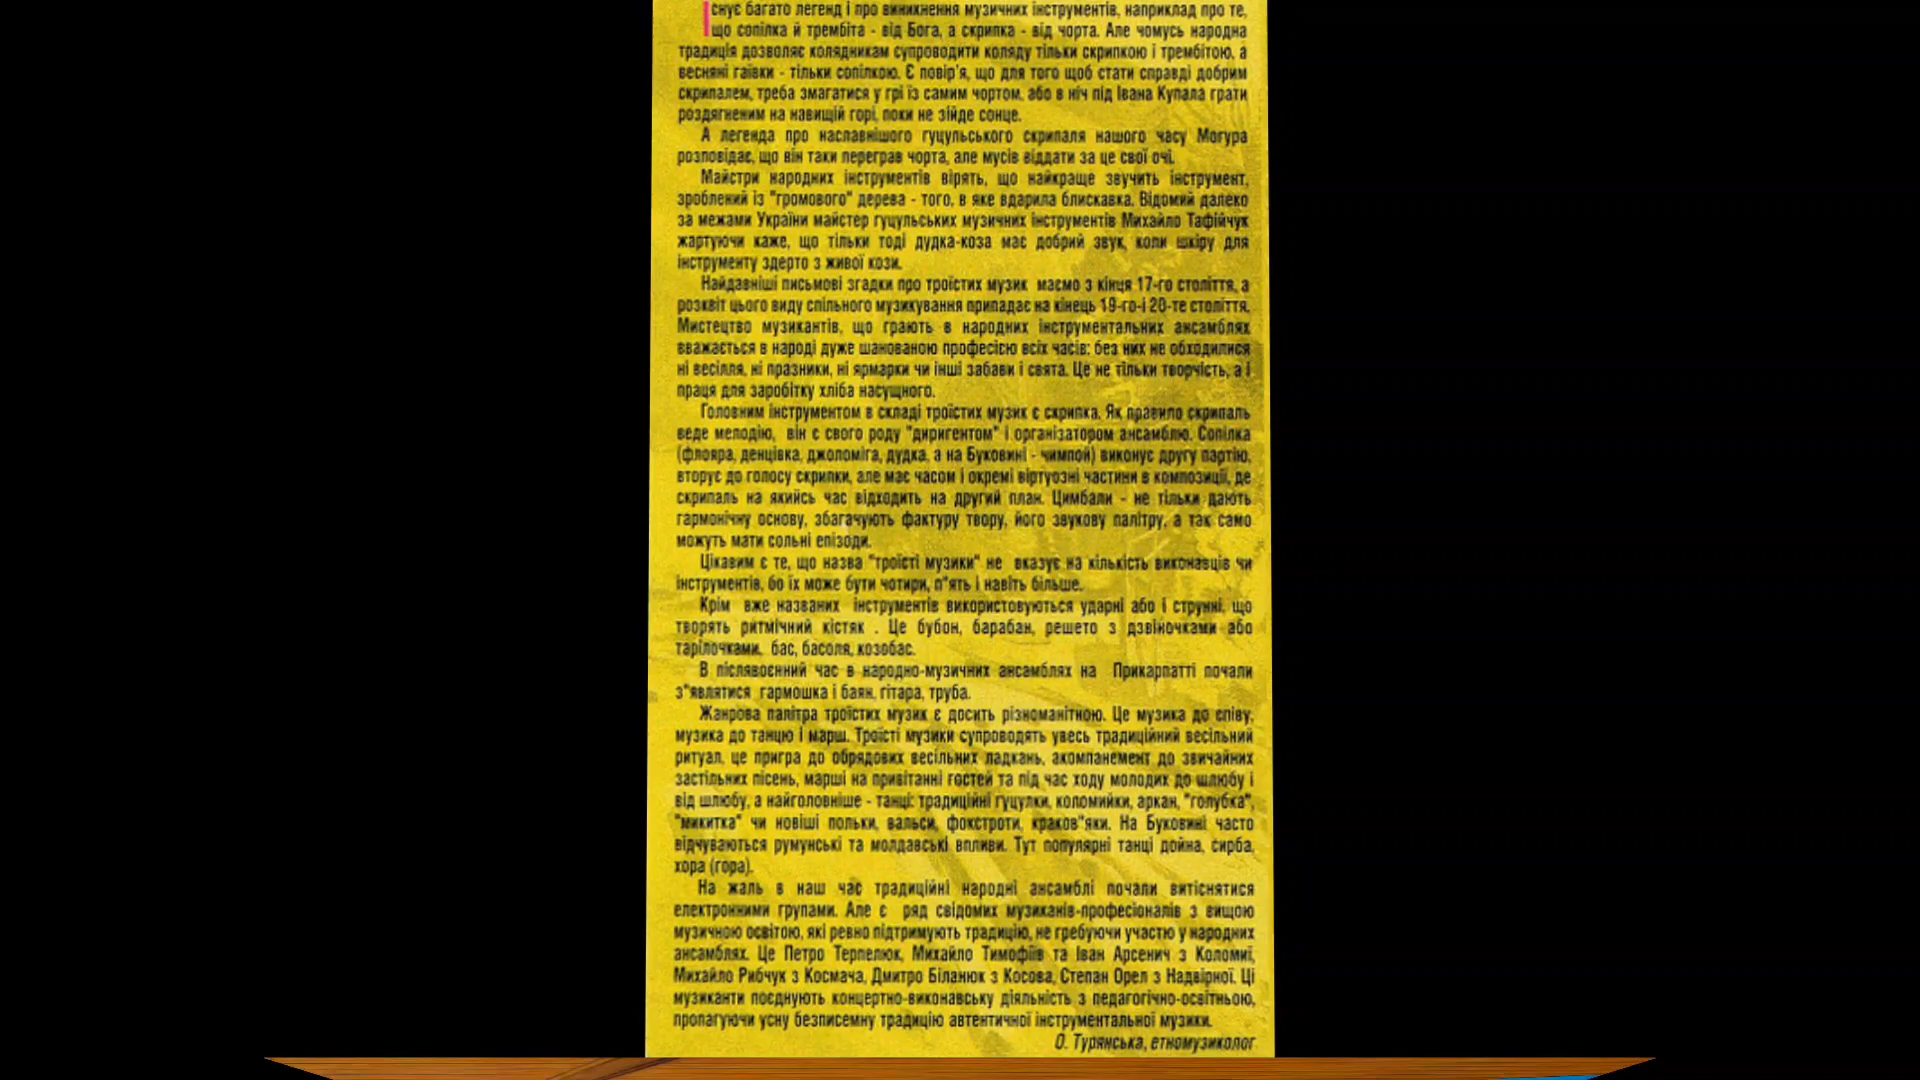 Існує багато легенд і про виникнення музичних інструментів, наприклад про те,
що сопілка й трембіта - від Бога, а скрипка - від чорта. Але чомусь народна
традиція дозволяє колядникам супроводити коляду тільки скрипкою і трембітою, а
весняні гаївки - тільки сопілкою. Є повір'я, що для того щоб стати справді добрим
скрипалем, треба змагатися у грі із самим чортом, або в ніч під Івана Купала грати
роздягненим на навищій горі, поки не зійде сонце.
А легенда про наславнішого гуцульського скрипаля нашого часу Могура
розповідає, що він таки переграв чорта, але мусів віддати за це свої очі.
Майстри народних інструментів вірять, що найкраще звучить інструмент,
зроблений із "громового" дерева - того, в яке вдарила блискавка. Відомий далеко
за межами України майстер гуцульських музичних інструментів Михайло Тафійчук
жартуючи каже, що тільки тоді дудка-коза має добрий звук, коли шкіру для
інструменту здерто з живої кози.
Найдавніші письмові згадки про троїстих музик маємо з кінця 17-го століття, а
розквіт цього виду спільного музикування припадає на кінець 19-го-і 20-те століття.
Мистецтво музикантів, що грають в народних інструментальних ансамблях
вважається в народі дуже шанованою професією всіх часів: без них не обходилися
ні весілля, ні празники, ні ярмарки чи інші забави і свята. Це не тільки творчість, а і
праця для заробітку хліба насущного.
Головним інструментом в складі троїстих музик є скрипка. Як правило скрипаль
веде мелодію, він є свого роду "диригентом" і організатором ансамблю. Сопілка
(флояра, денцівка, джоломіга, дудка, а на Буковині - чимпой) виконує другу партію,
вторує до голосу скрипки, але має часом і окремі віртуозні частини в композиції, де
скрипаль на якийсь час відходить на другий план. Цимбали - не тільки дають
гармонічну основу, збагачують фактуру твору, його звукову палітру, а так само
можуть мати сольні епізоди.
Цікавим є те, що назва "троїсті музики" не вказує на кількість виконавців чи
інструментів, бо їх може бути чотири, п"ять і навіть більше.
Крім вже названих інструментів використовуються ударні або і струнні, що
творять ритмічний кістяк . Це бубон, барабан, решето з дзвіночками або
тарілочками, бас, басоля, козобас.
В післявоєнний час в народно-музичних ансамблях на Прикарпатті почали
з"являтися гармошка і баян, гітара, труба.
Жанрова палітра троїстих музик є досить різноманітною. Це музика до співу,
музика до танцю і марш. Троїсті музики супроводять увесь традиційний весільний
ритуал, це пригра до обрядових весільних ладкань, акомпанемент до звичайних
застільних пісень, марші на привітанні гостей та під час ходу молодих до шлюбу і
від шлюбу, а найголовніше - танці: традиційні гуцулки, коломийки, аркан, "голубка",
"микитка" чи новіші польки, вальси, фокстроти, краков"яки. На Буковині часто
відчуваються румунські та молдавські впливи. Тут популярні танці дойна, сирба,
хора (гора).
На жаль в наш час традиційні народні ансамблі почали витіснятися
електронними групами. Але є ряд свідомих музиканів-професіоналів з вищою
музичною освітою, які ревно підтримують традицію, не гребуючи участю у народних
ансамблях. Це Петро Терпелюк, Михайло Тимофіїв та Іван Арсенич з Коломиї,
Михайло Рибчук з Космача, Дмитро Біланюк з Косова, Степан Орел з Надвірної. Ці
музиканти поєднують концертно-виконавську діяльність з педагогічно-освітньою,
пропагуючи усну безписемну традицію автентичної інструментальної музики.
О. Турянська, етномузиколог